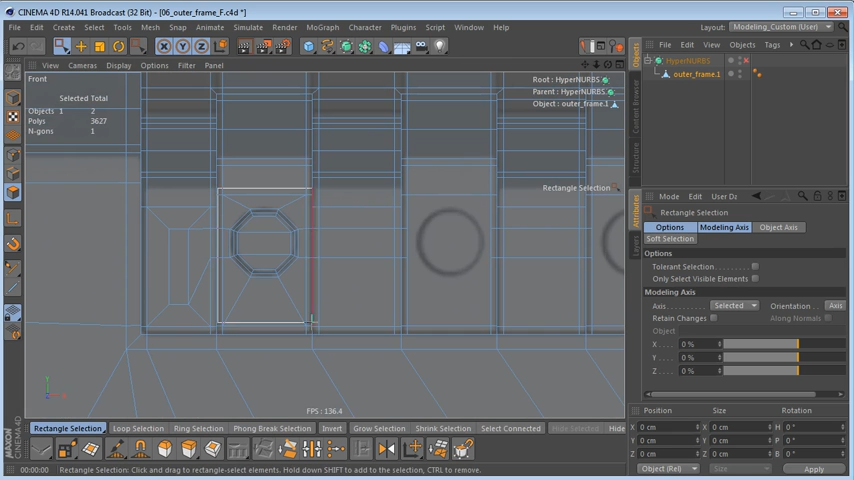 CINEMA 4D R14.041 Broadcast (32 Bit) - [06_outer_frame_F.c4d *]
File Edit Create Select Tools Mesh Snap Animate Simulate Render MoGraph Character Plugins Script Window Help
Layout: Modeling_Custom (User)
View Cameras Display Options Filter Panel
File Edit View Objects Tags
Front
Selected Total
Objects 1 2
Polys 3627
N-gons 1
Root : HyperNURBS
Parent : HyperNURBS
Object : outer_frame.1
Rectangle Selection
FPS : 136.4
HyperNURBS
outer_frame.1
Objects
Content Browser
Structure
Attributes
Layers
Mode Edit User Da
Rectangle Selection
Options Modeling Axis Object Axis
Soft Selection
Options
Tolerant Selection
Only Select Visible Elements
Modeling Axis
Axis Selected Orientation Axis
Retain Changes Along Normals
Object
X 0 %
Y 0 %
Z 0 %
Position Size Rotation
X 0 cm X 0 cm H 0 °
Y 0 cm Y 0 cm P 0 °
Z 0 cm Z 0 cm B 0 °
Object (Rel) Size Apply
Rectangle Selection Loop Selection Ring Selection Phong Break Selection Invert Grow Selection Shrink Selection Select Connected Hide Selected Hide
MAXON CINEMA 4D
00:00:00 Rectangle Selection: Click and drag to rectangle-select elements. Hold down SHIFT to add to the selection, CTRL to remove.